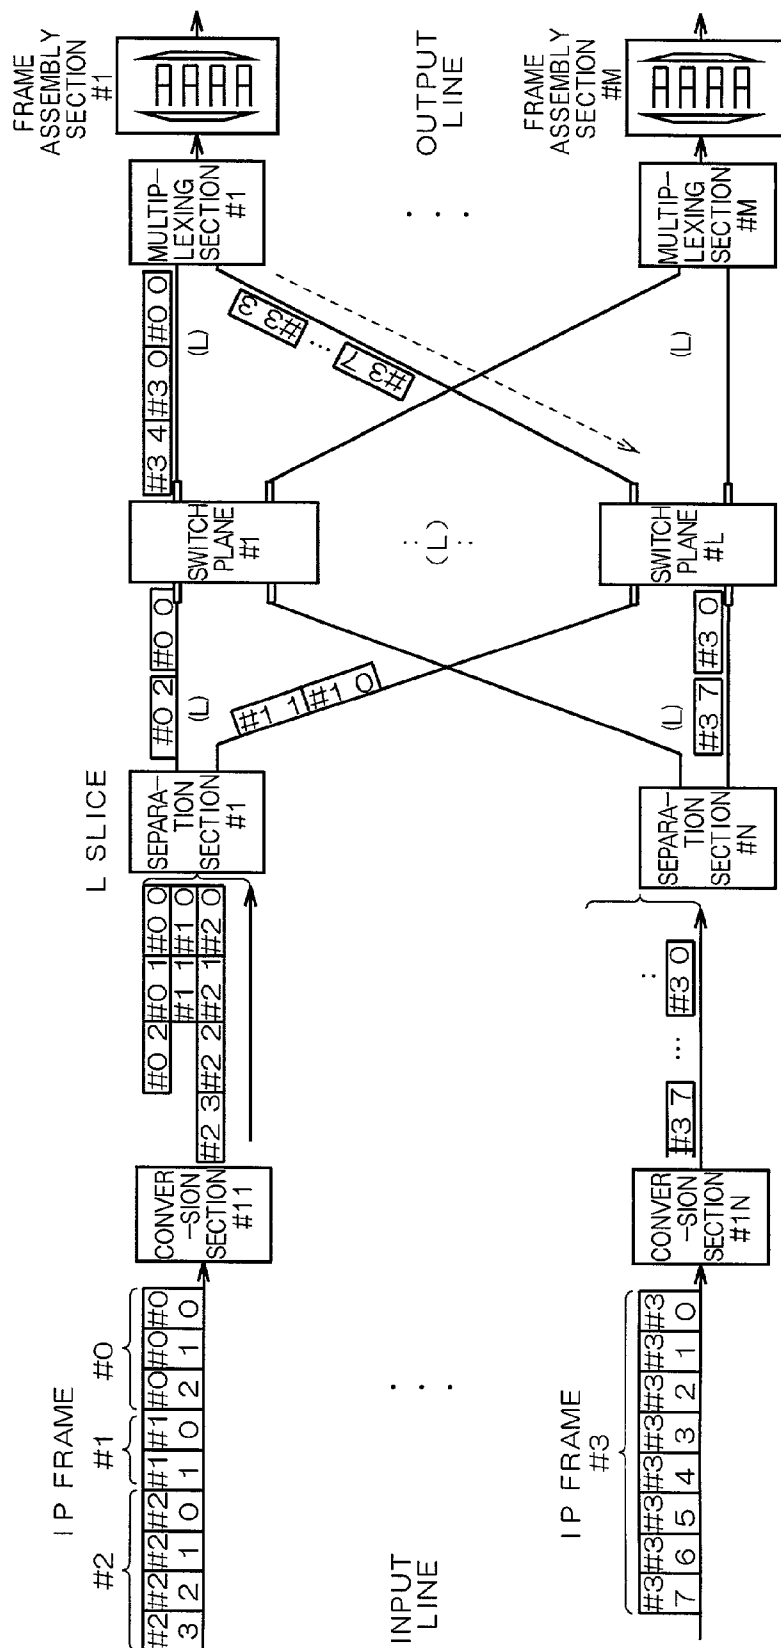 IP FRAME
#2 #1 #0
#2 #2 #2 #2 #1 #1 #0 #0 #0
3 2 1 0 1 0 2 1 0
CONVER
-SION
SECTION
#11
#0 2 #0 1 #0 0
#1 1 #1 0
#2 3 #2 2 #2 1 #2 0
L SLICE
SEPARA-
TION
SECTION
#1
#0 2 #0 0
(L)
#1 1 #1 0
SWITCH
PLANE
#1
#3 4 #3 0 #0 0
(L)
#3 7 ... #3 3
MULTIP-
LEXING
SECTION
#1
FRAME
ASSEMBLY
SECTION
#1
A A A A
INPUT
LINE
. . .
(L)
. . .
OUTPUT
LINE
IP FRAME
#3
#3 #3 #3 #3 #3 #3 #3 #3
7 6 5 4 3 2 1 0
CONVER
-SION
SECTION
#1N
#3 7 ... #3 0
SEPARA-
TION
SECTION
#N
(L)
#3 7 #3 0
SWITCH
PLANE
#L
(L)
MULTIP-
LEXING
SECTION
#M
FRAME
ASSEMBLY
SECTION
#M
A A A A